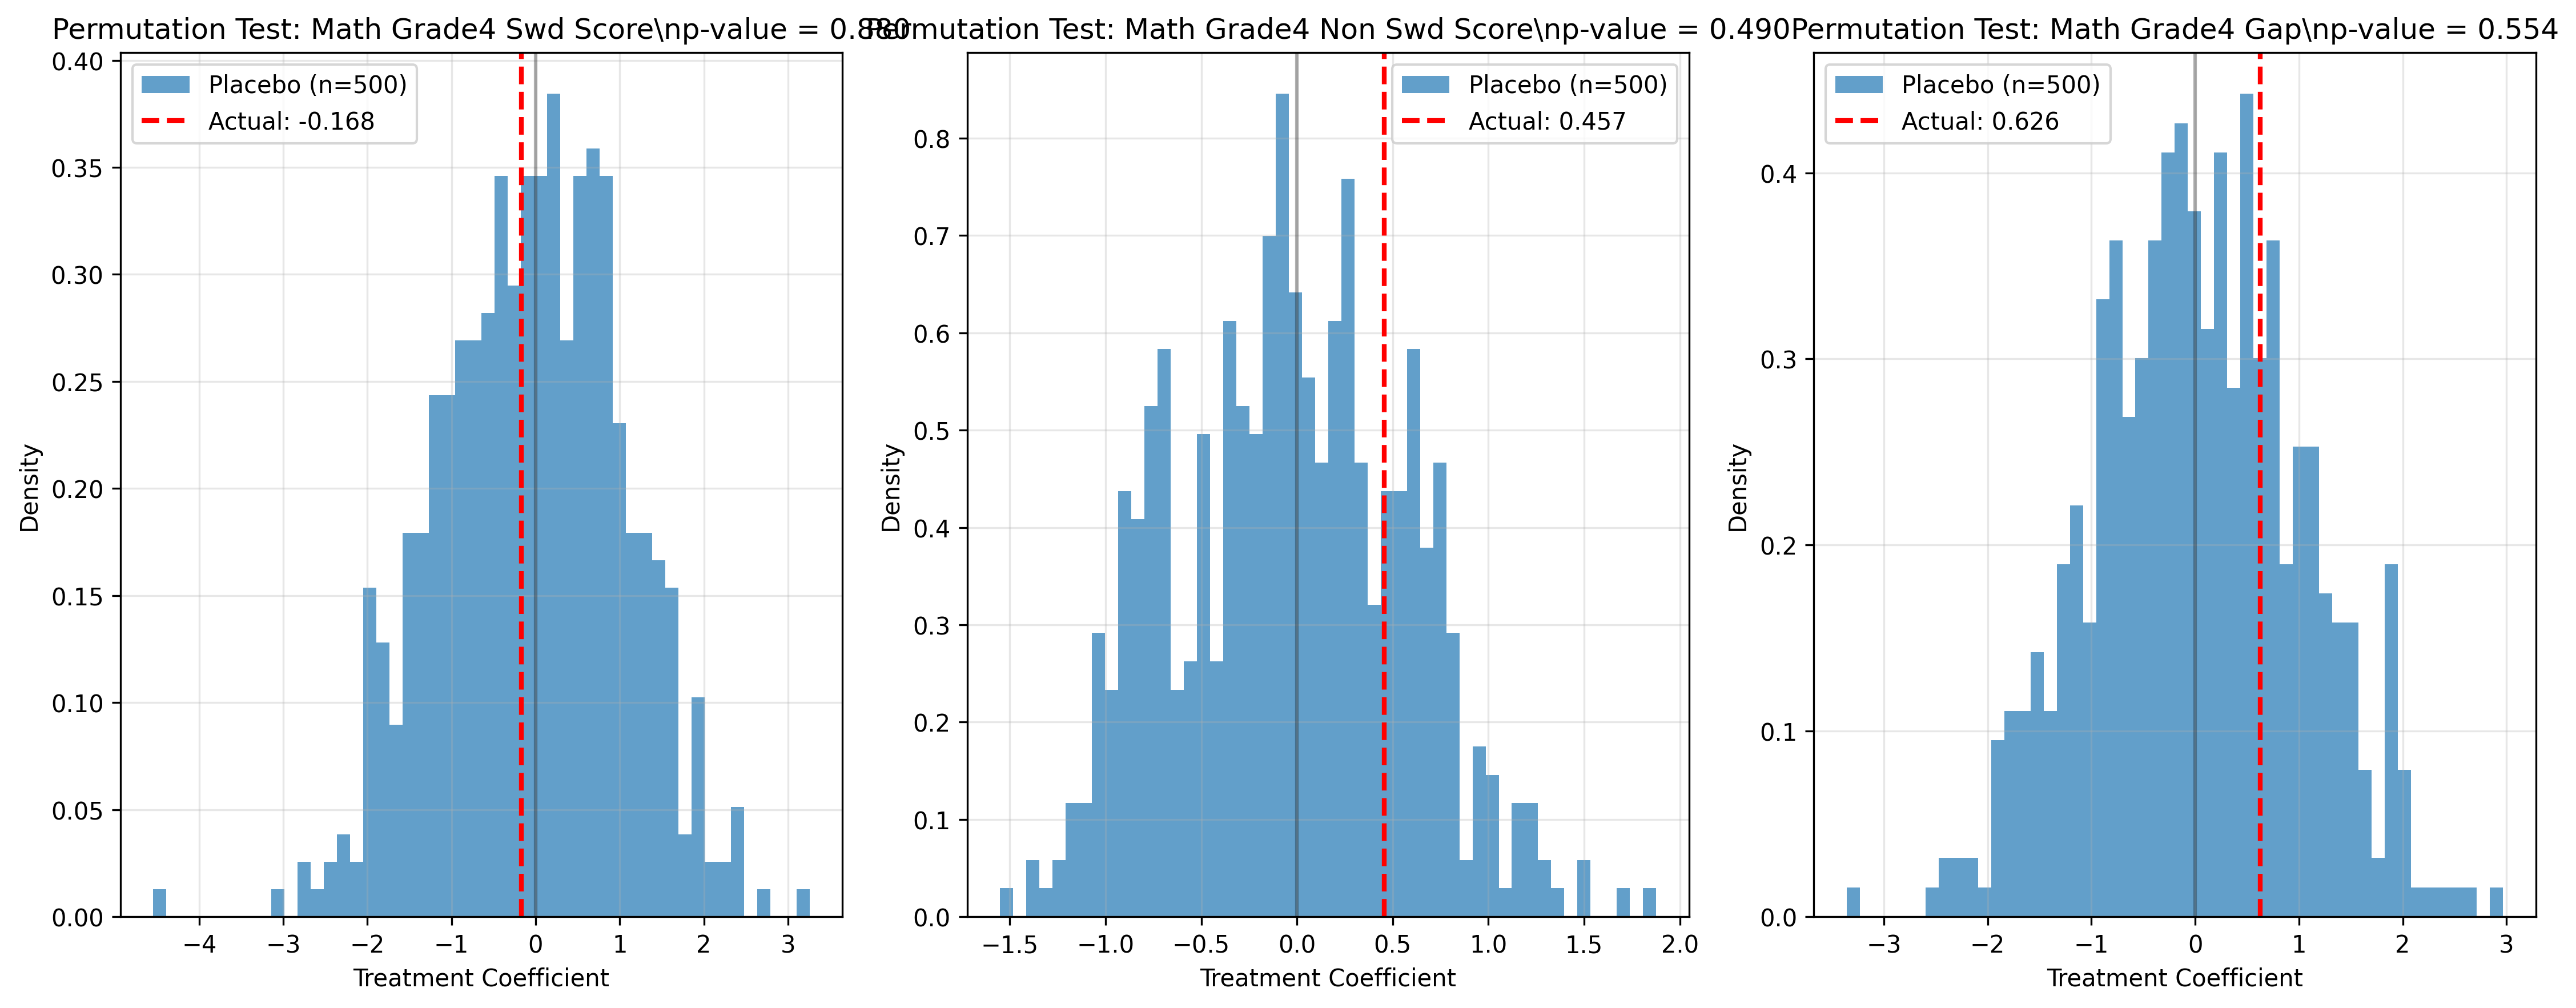 Permutation Test: Math Grade4 Swd Score\np-value = 0.880
Placebo (n=500)
Actual: -0.168
0.40
0.35
0.30
0.25
0.20
0.15
0.10
0.05
0.00
Density
−4 −3 −2 −1 0 1 2 3
Treatment Coefficient
Permutation Test: Math Grade4 Non Swd Score\np-value = 0.490
Placebo (n=500)
Actual: 0.457
0.8
0.7
0.6
0.5
0.4
0.3
0.2
0.1
0.0
Density
−1.5 −1.0 −0.5 0.0 0.5 1.0 1.5 2.0
Treatment Coefficient
Permutation Test: Math Grade4 Gap\np-value = 0.554
Placebo (n=500)
Actual: 0.626
0.4
0.3
0.2
0.1
0.0
Density
−3 −2 −1 0 1 2 3
Treatment Coefficient